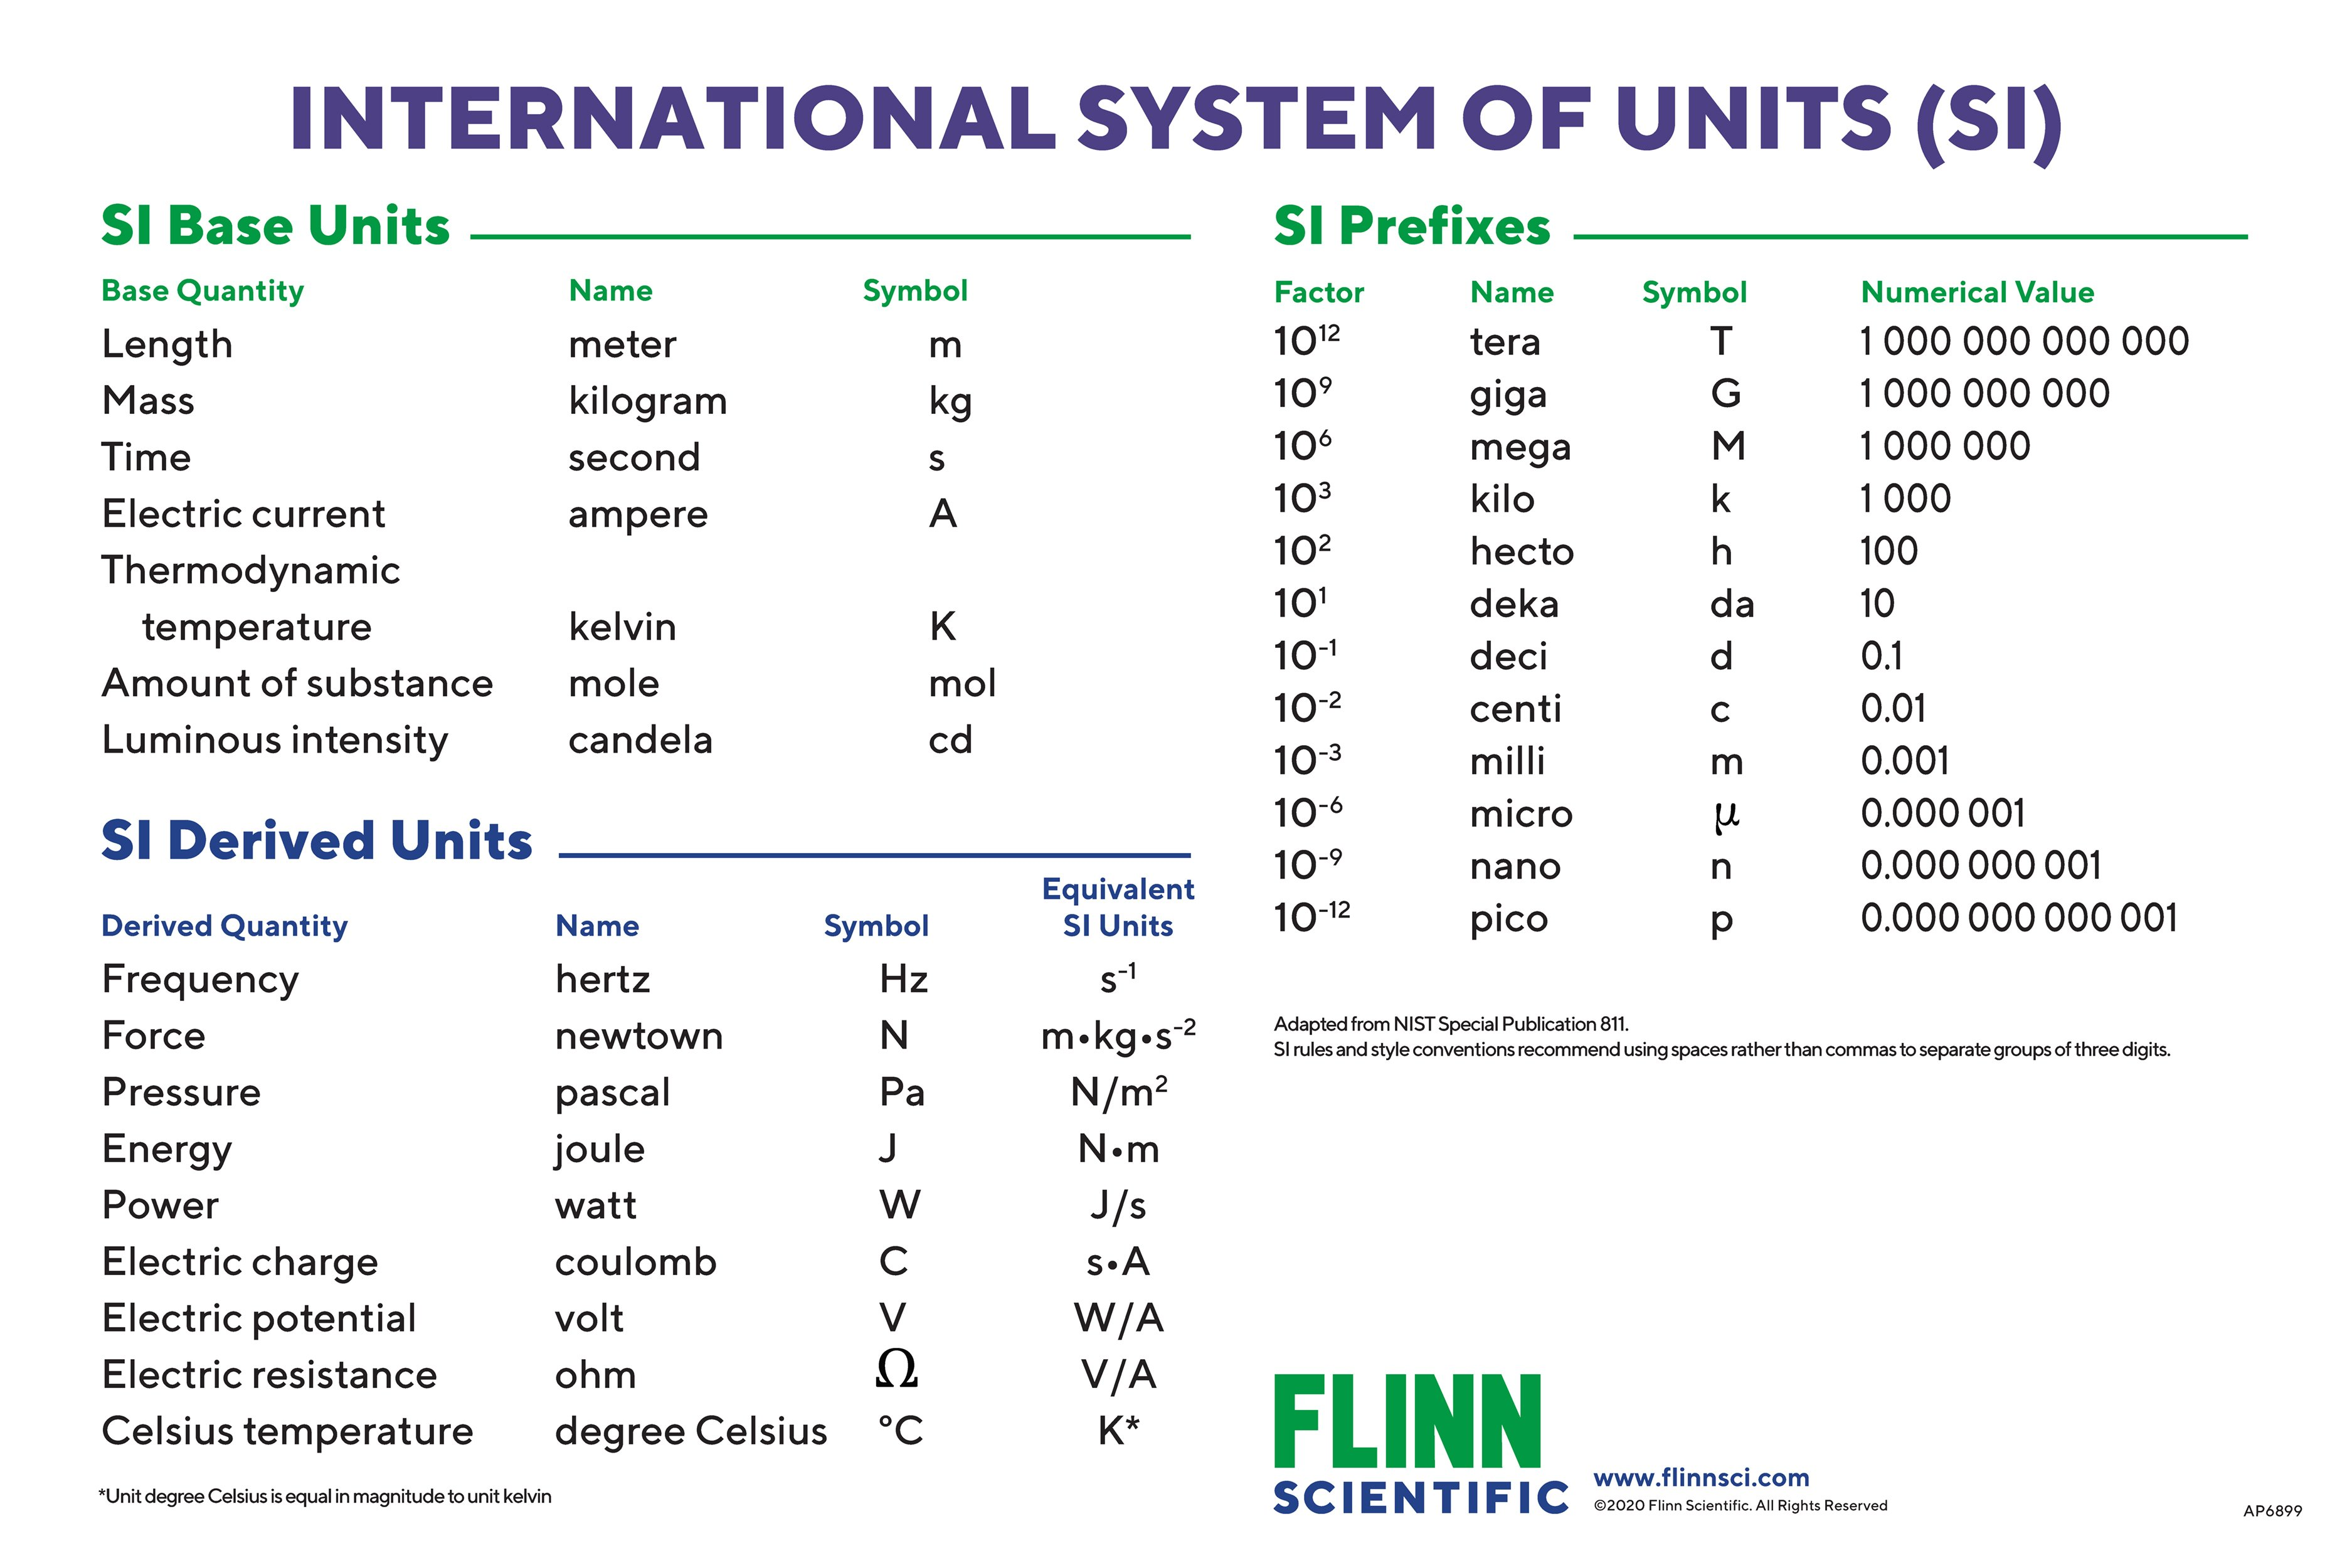 INTERNATIONAL SYSTEM OF UNITS (SI)
SI Base Units
Base Quantity Name Symbol
Length meter m
Mass kilogram kg
Time second s
Electric current ampere A
Thermodynamic
temperature kelvin K
Amount of substance mole mol
Luminous intensity candela cd
SI Derived Units
Derived Quantity Name Symbol Equivalent
SI Units
Frequency hertz Hz s⁻¹
Force newtown N m•kg•s⁻²
Pressure pascal Pa N/m²
Energy joule J N•m
Power watt W J/s
Electric charge coulomb C s•A
Electric potential volt V W/A
Electric resistance ohm Ω V/A
Celsius temperature degree Celsius °C K*
*Unit degree Celsius is equal in magnitude to unit kelvin
SI Prefixes
Factor Name Symbol Numerical Value
10¹² tera T 1 000 000 000 000
10⁹ giga G 1 000 000 000
10⁶ mega M 1 000 000
10³ kilo k 1 000
10² hecto h 100
10¹ deka da 10
10⁻¹ deci d 0.1
10⁻² centi c 0.01
10⁻³ milli m 0.001
10⁻⁶ micro μ 0.000 001
10⁻⁹ nano n 0.000 000 001
10⁻¹² pico p 0.000 000 000 001
Adapted from NIST Special Publication 811.
SI rules and style conventions recommend using spaces rather than commas to separate groups of three digits.
FLINN
SCIENTIFIC
www.flinnsci.com
©2020 Flinn Scientific. All Rights Reserved
AP6899